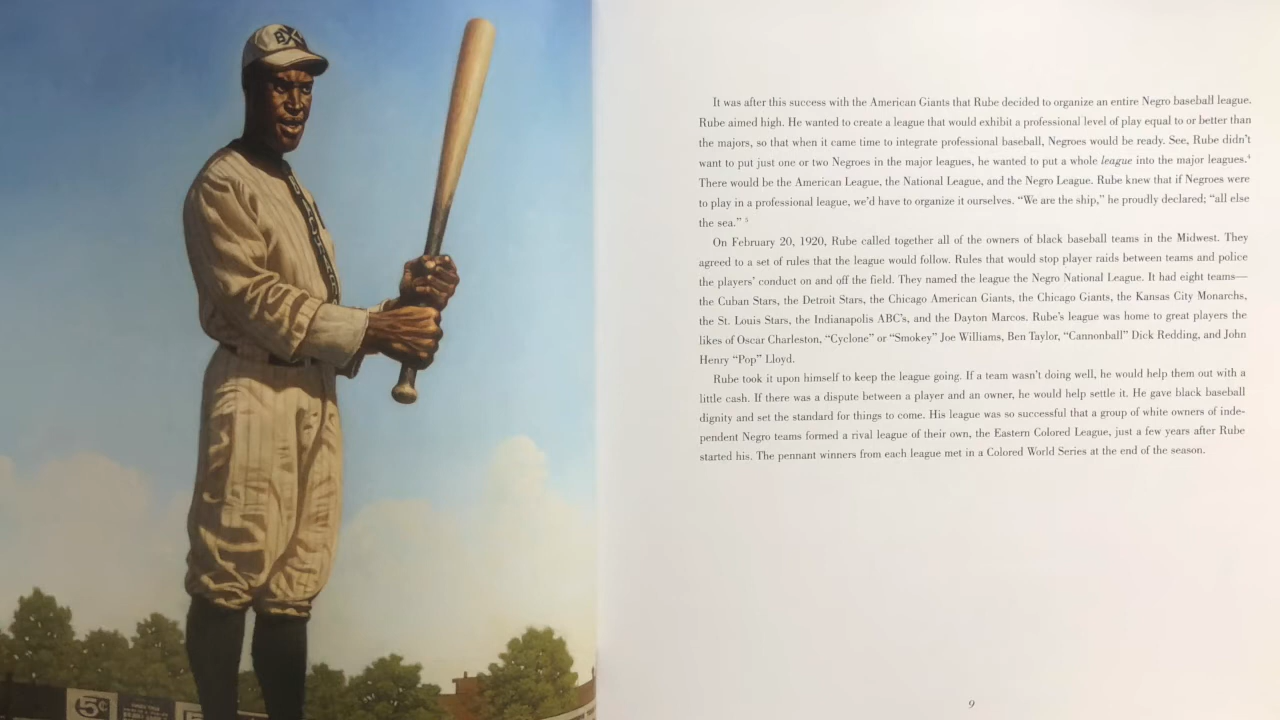 BX
5¢
5
It was after this success with the American Giants that Rube decided to organize an entire Negro baseball league.
Rube aimed high. He wanted to create a league that would exhibit a professional level of play equal to or better than
the majors, so that when it came time to integrate professional baseball, Negroes would be ready. See, Rube didn't
want to put just one or two Negroes in the major leagues, he wanted to put a whole league into the major leagues.⁴
There would be the American League, the National League, and the Negro League. Rube knew that if Negroes were
to play in a professional league, we'd have to organize it ourselves. “We are the ship,” he proudly declared; “all else
the sea.” ⁵
On February 20, 1920, Rube called together all of the owners of black baseball teams in the Midwest. They
agreed to a set of rules that the league would follow. Rules that would stop player raids between teams and police
the players' conduct on and off the field. They named the league the Negro National League. It had eight teams—
the Cuban Stars, the Detroit Stars, the Chicago American Giants, the Chicago Giants, the Kansas City Monarchs,
the St. Louis Stars, the Indianapolis ABC's, and the Dayton Marcos. Rube's league was home to great players the
likes of Oscar Charleston, “Cyclone” or “Smokey” Joe Williams, Ben Taylor, “Cannonball” Dick Redding, and John
Henry “Pop” Lloyd.
Rube took it upon himself to keep the league going. If a team wasn't doing well, he would help them out with a
little cash. If there was a dispute between a player and an owner, he would help settle it. He gave black baseball
dignity and set the standard for things to come. His league was so successful that a group of white owners of inde-
pendent Negro teams formed a rival league of their own, the Eastern Colored League, just a few years after Rube
started his. The pennant winners from each league met in a Colored World Series at the end of the season.
9